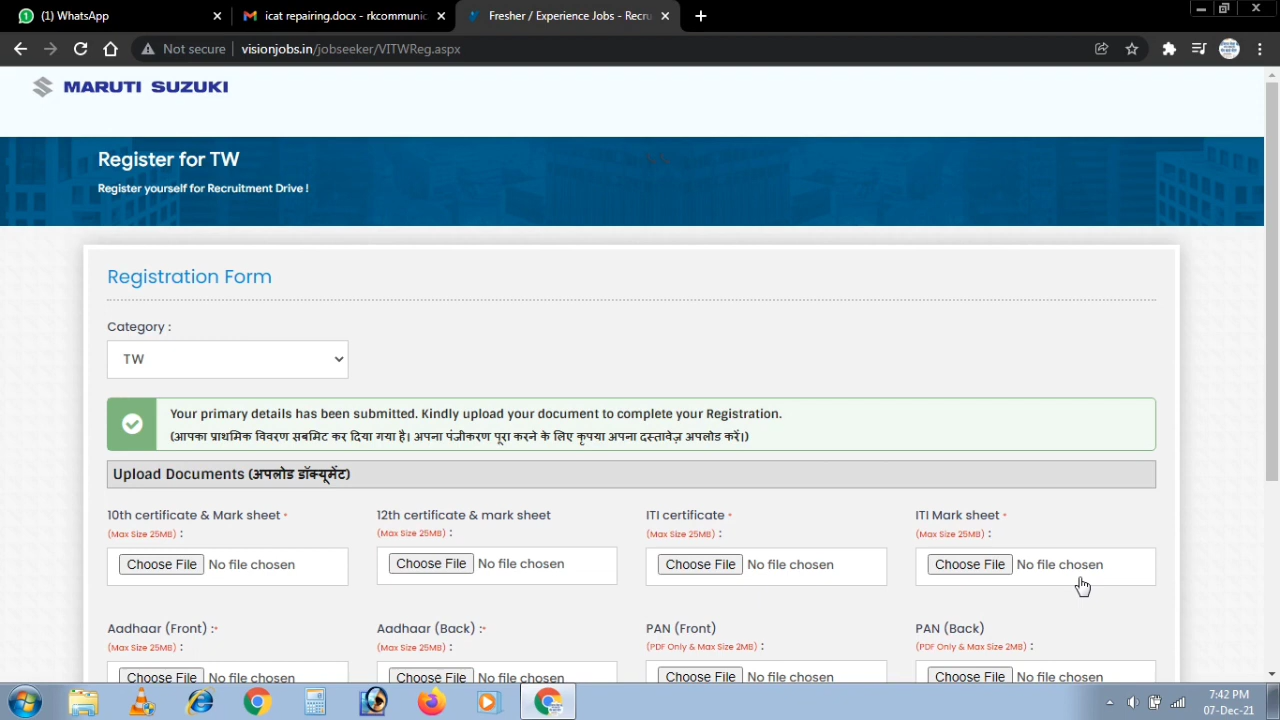 (1) WhatsApp
icat repairing.docx - rkcommunic
Fresher / Experience Jobs - Recru
Not secure
visionjobs.in/jobseeker/VITWReg.aspx
MARUTI SUZUKI
Register for TW
Register yourself for Recruitment Drive !
Registration Form
Category :
TW
Your primary details has been submitted. Kindly upload your document to complete your Registration.
(आपका प्राथमिक विवरण सबमिट कर दिया गया है। अपना पंजीकरण पूरा करने के लिए कृपया अपना दस्तावेज़ अपलोड करें।)
Upload Documents (अपलोड डॉक्यूमेंट)
10th certificate & Mark sheet *
12th certificate & mark sheet
ITI certificate *
ITI Mark sheet *
(Max Size 25MB) :
(Max Size 25MB) :
(Max Size 25MB) :
(Max Size 25MB) :
Choose File No file chosen
Choose File No file chosen
Choose File No file chosen
Choose File No file chosen
Aadhaar (Front) :*
Aadhaar (Back) :*
PAN (Front)
PAN (Back)
(Max Size 25MB) :
(Max Size 25MB) :
(PDF Only & Max Size 2MB) :
(PDF Only & Max Size 2MB) :
Choose File No file chosen
Choose File No file chosen
Choose File No file chosen
Choose File No file chosen
7:42 PM
07-Dec-21